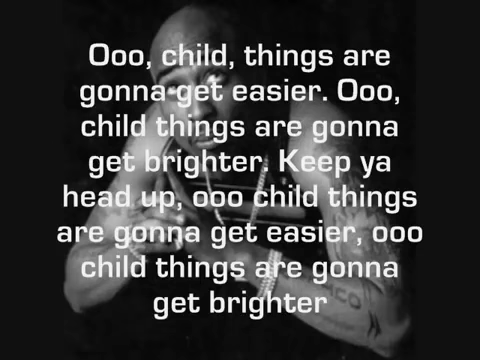 Ooo, child, things are
gonna get easier. Ooo,
child things are gonna
get brighter. Keep ya
head up, ooo child things
are gonna get easier, ooo
child things are gonna
get brighter